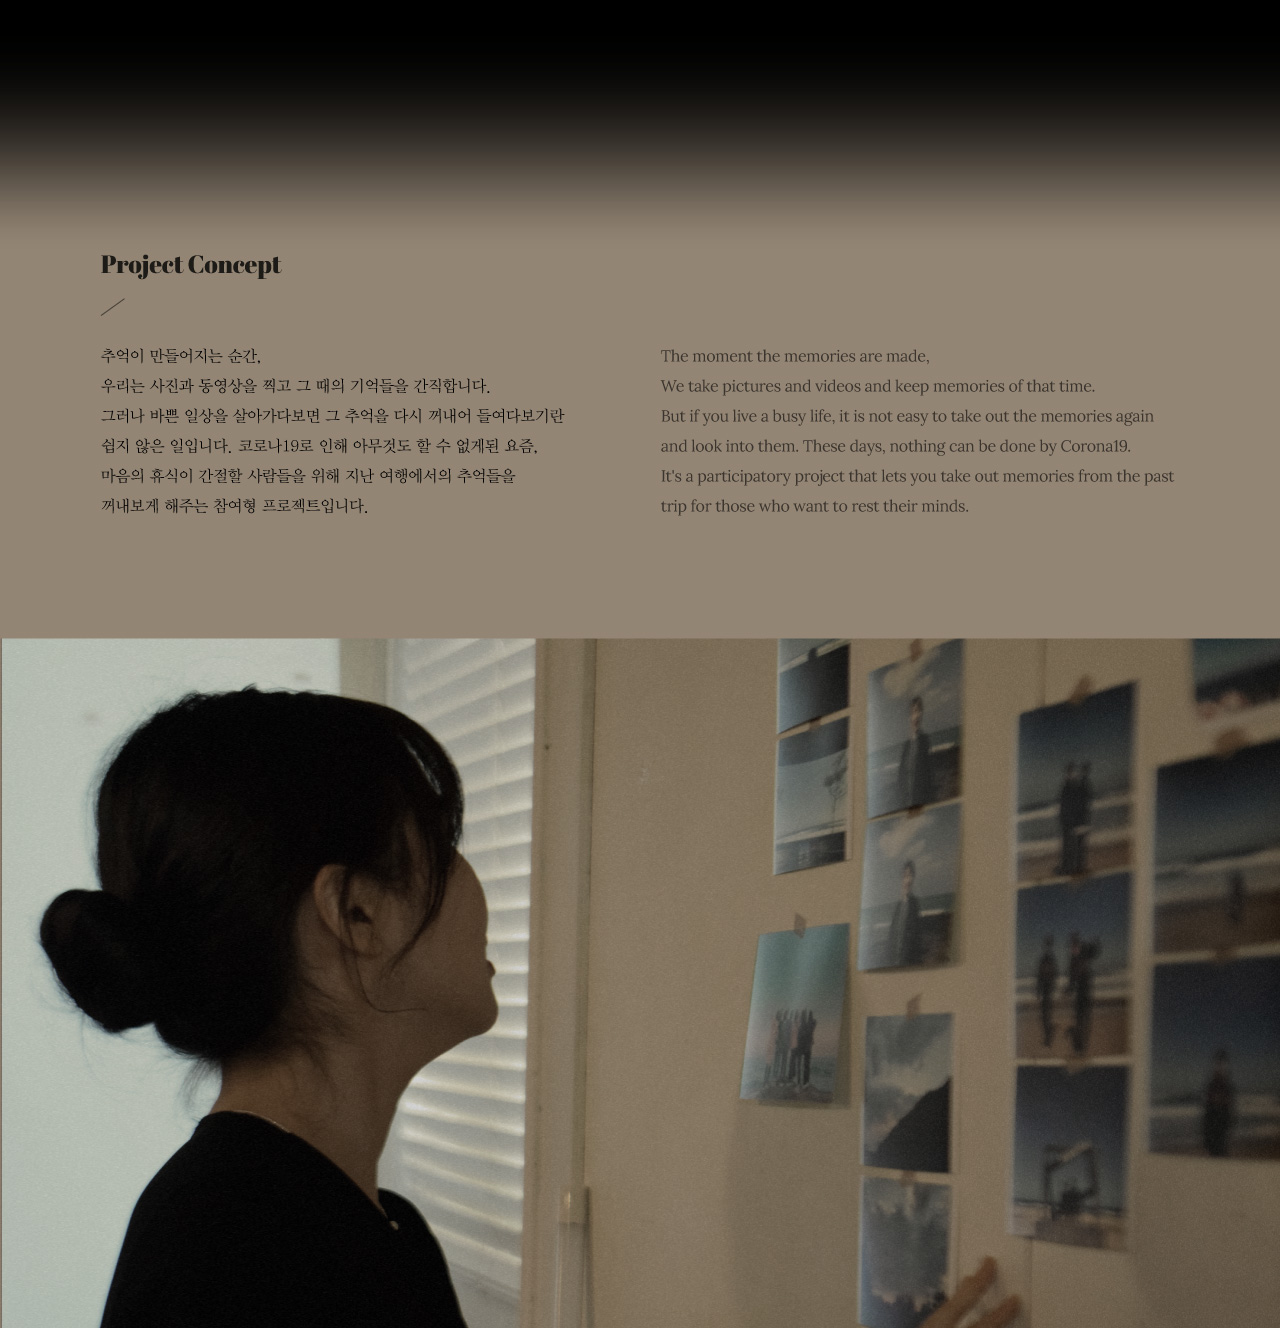 Project Concept
추억이 만들어지는 순간,
우리는 사진과 동영상을 찍고 그 때의 기억들을 간직합니다.
그러나 바쁜 일상을 살아가다보면 그 추억을 다시 꺼내어 들여다보기란
쉽지 않은 일입니다. 코로나19로 인해 아무것도 할 수 없게된 요즘,
마음의 휴식이 간절할 사람들을 위해 지난 여행에서의 추억들을
꺼내보게 해주는 참여형 프로젝트입니다.
The moment the memories are made,
We take pictures and videos and keep memories of that time.
But if you live a busy life, it is not easy to take out the memories again
and look into them. These days, nothing can be done by Corona19.
It's a participatory project that lets you take out memories from the past
trip for those who want to rest their minds.